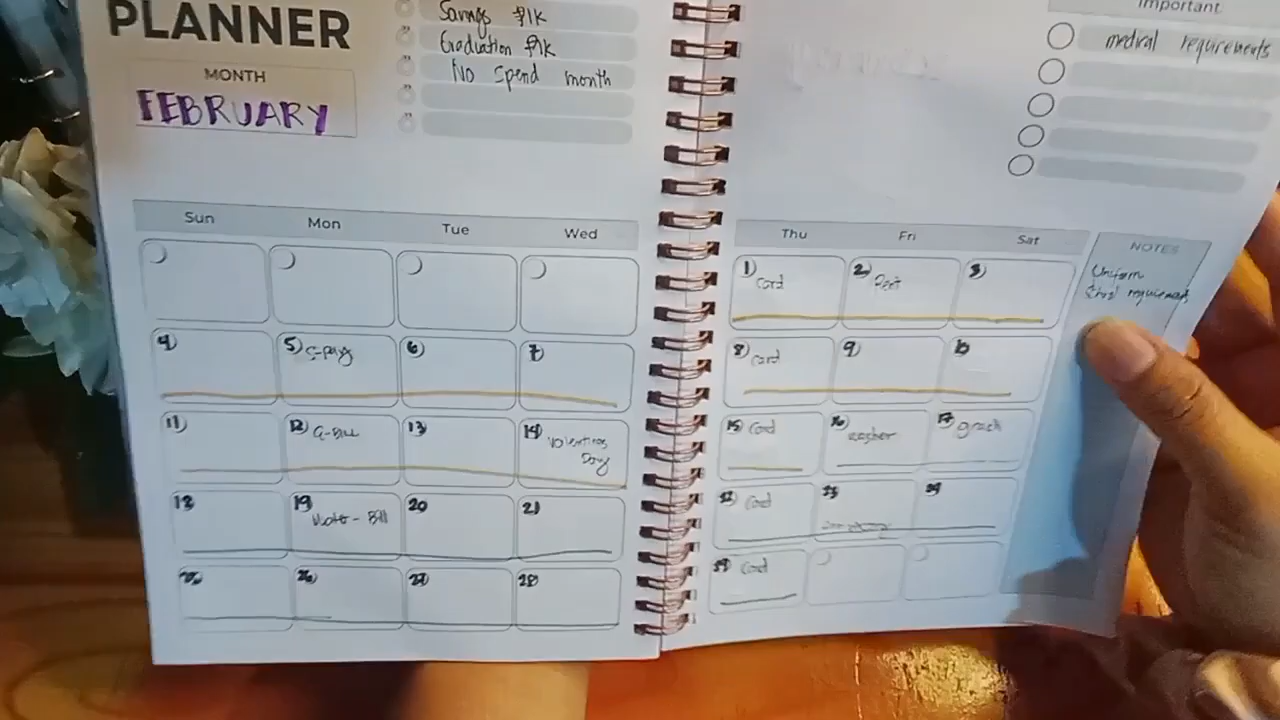 PLANNER
MONTH
FEBRUARY
Savings ₱1K
Graduation ₱1K
No Spend month
Important
medical requirements
Sun Mon Tue Wed Thu Fri Sat
NOTES
Uniform
1) Card
2)
3)
4)
5)
6)
7)
8) Card
9)
10
11)
12) G-Bill
13)
14) Valentines
Day
15) Card
16)
17)
18
19 Water-Bill
20
21
22) Card
23
24
25
26
27
28
29 Card